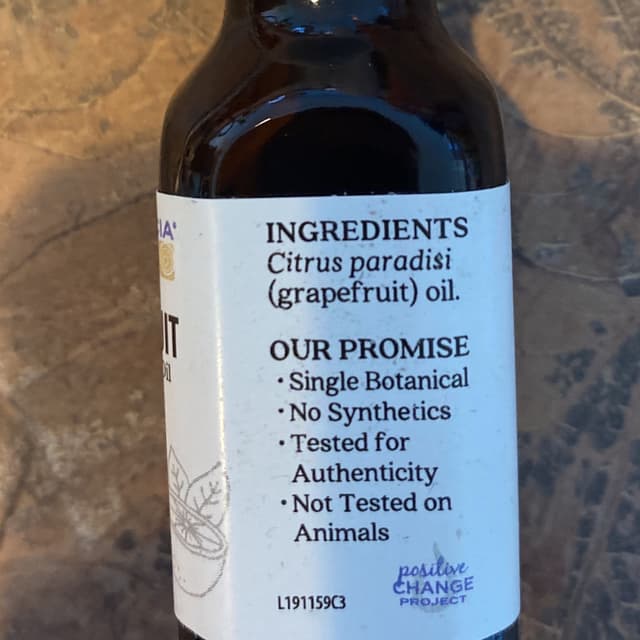 INGREDIENTS
Citrus paradisi
(grapefruit) oil.
OUR PROMISE
• Single Botanical
• No Synthetics
• Tested for
Authenticity
• Not Tested on
Animals
positive
CHANGE
PROJECT
L191159C3